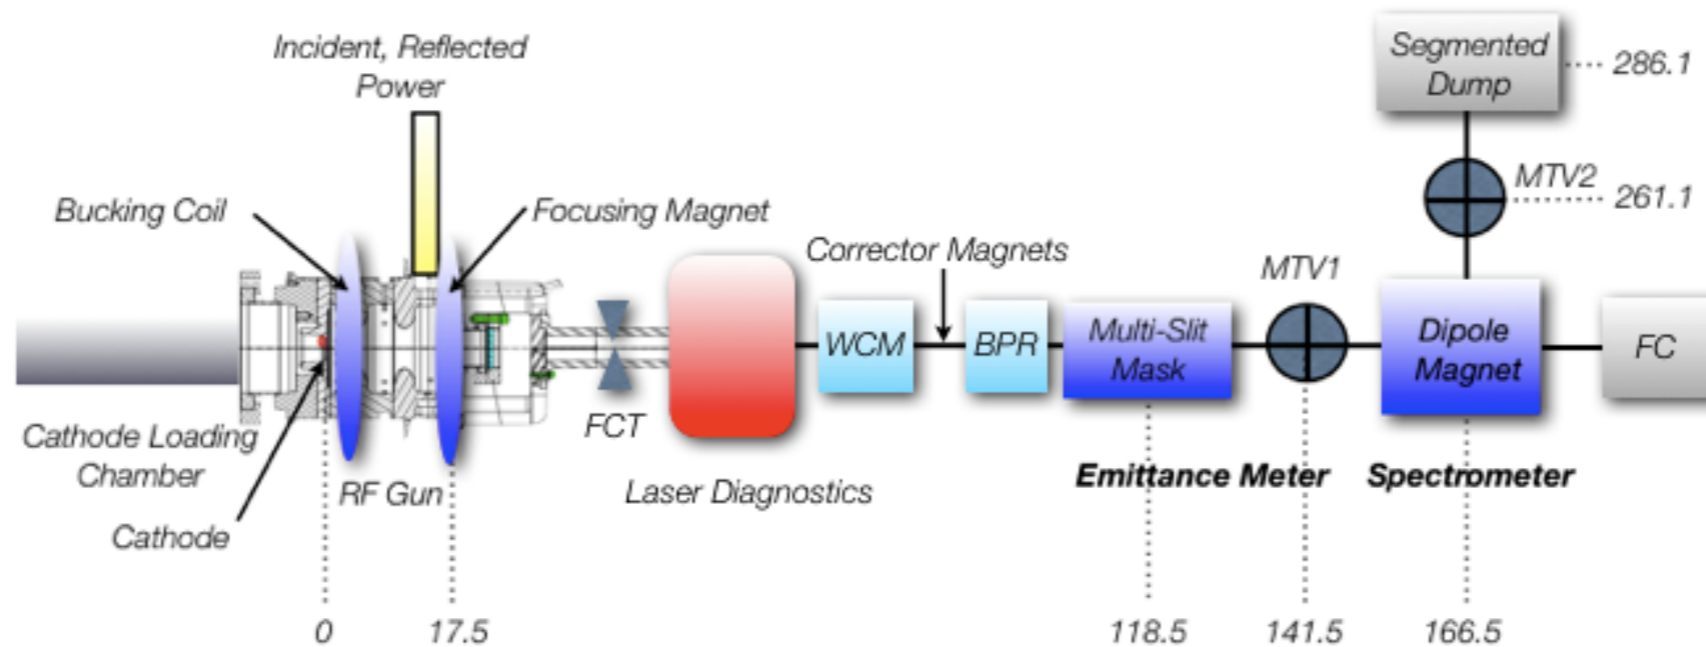 Incident, Reflected
Power
Segmented
Dump
286.1
MTV2
261.1
Bucking Coil
Focusing Magnet
Corrector Magnets
MTV1
WCM
BPR
Multi-Slit
Mask
Dipole
Magnet
FC
FCT
Cathode Loading
Chamber
RF Gun
Laser Diagnostics
Emittance Meter
Spectrometer
Cathode
0
17.5
118.5
141.5
166.5